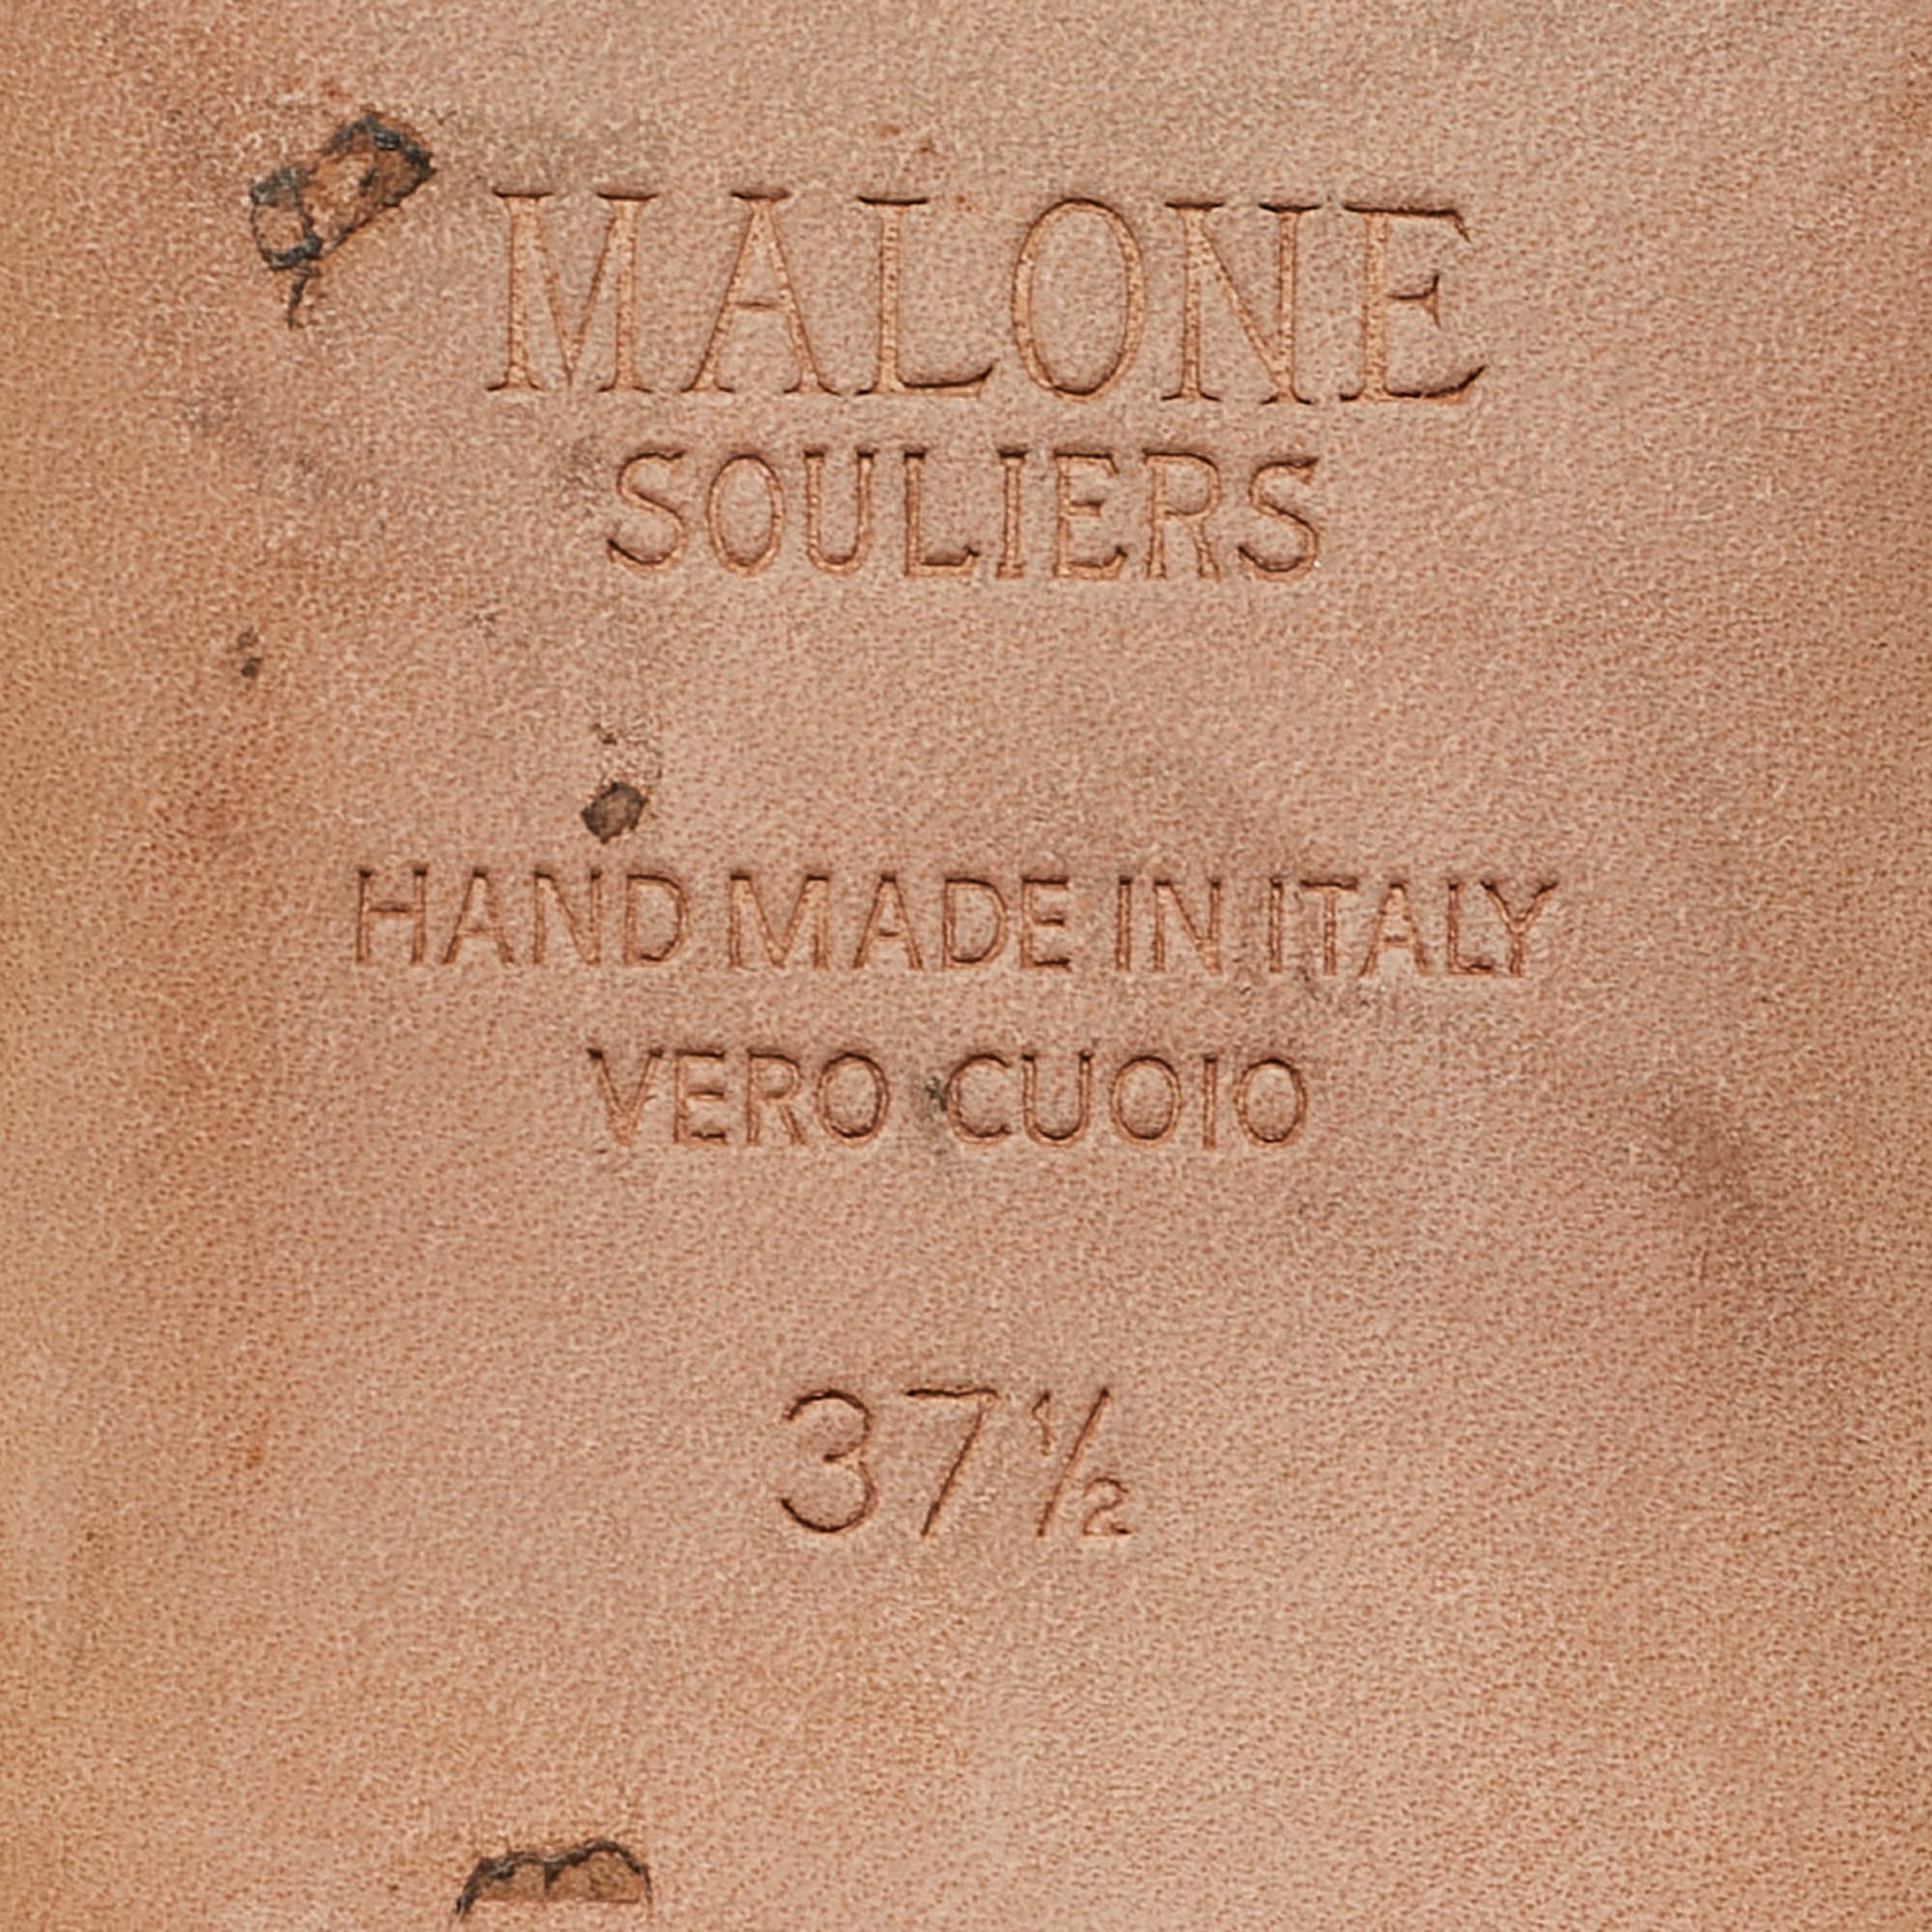 MALONE
SOULIERS
HAND MADE IN ITALY
VERO CUOIO
37½